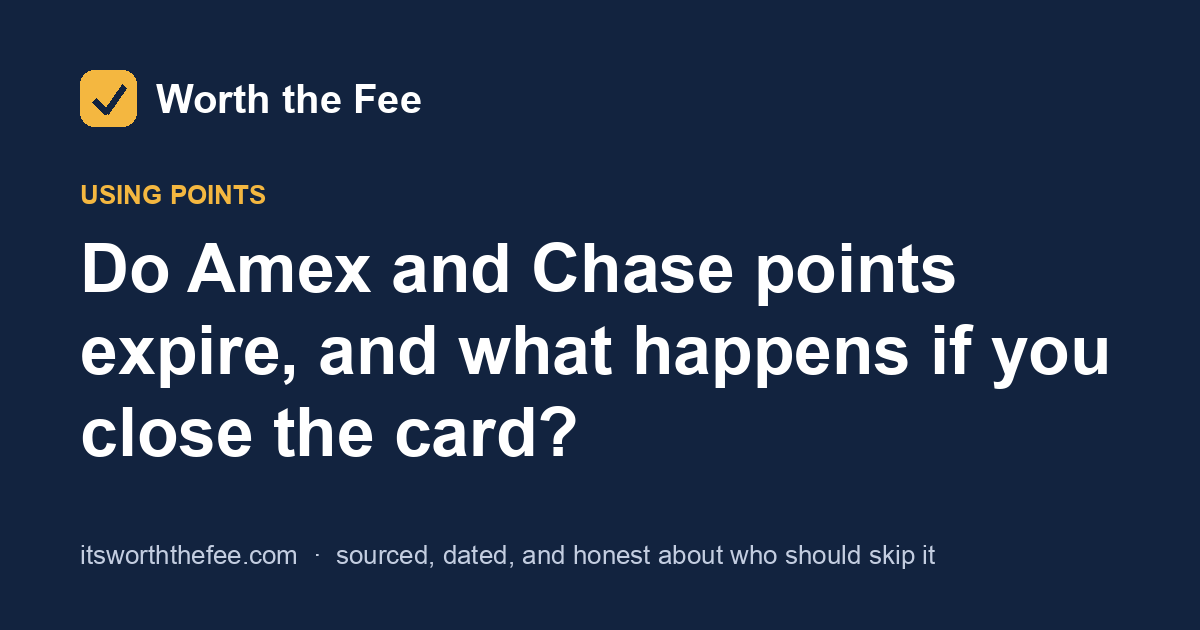 Worth the Fee
USING POINTS
Do Amex and Chase points
expire, and what happens if you
close the card?
itsworththefee.com · sourced, dated, and honest about who should skip it